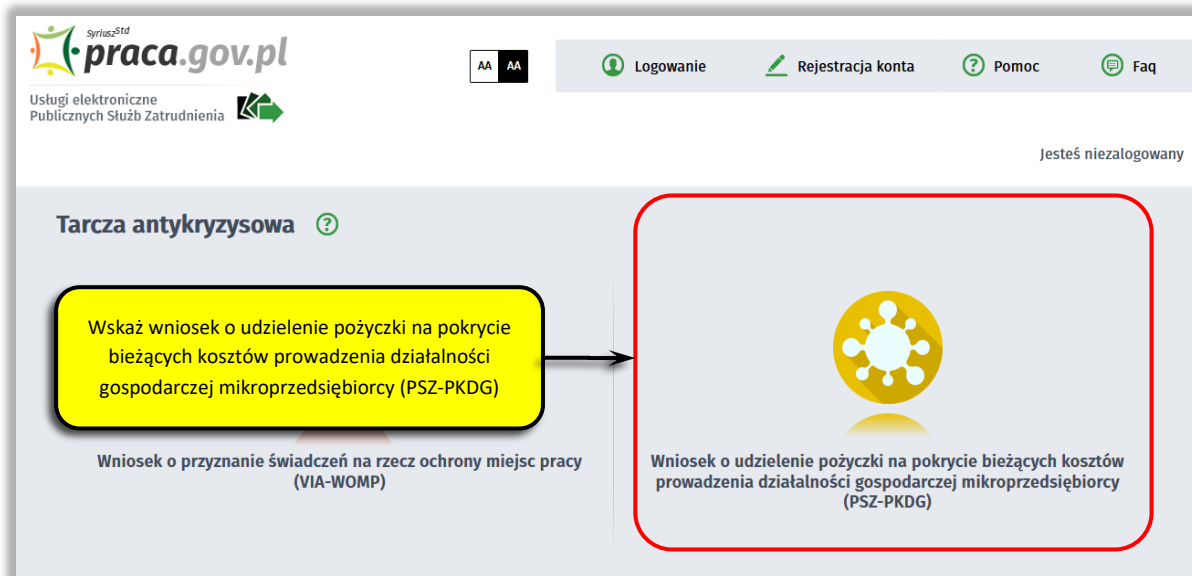 Syriusz Std
praca.gov.pl
Usługi elektroniczne
Publicznych Służb Zatrudnienia
AA AA
Logowanie
Rejestracja konta
? Pomoc
Faq
Jesteś niezalogowany
Tarcza antykryzysowa ?
Wskaż wniosek o udzielenie pożyczki na pokrycie
bieżących kosztów prowadzenia działalności
gospodarczej mikroprzedsiębiorcy (PSZ-PKDG)
Wniosek o przyznanie świadczeń na rzecz ochrony miejsc pracy
(VIA-WOMP)
Wniosek o udzielenie pożyczki na pokrycie bieżących kosztów
prowadzenia działalności gospodarczej mikroprzedsiębiorcy
(PSZ-PKDG)